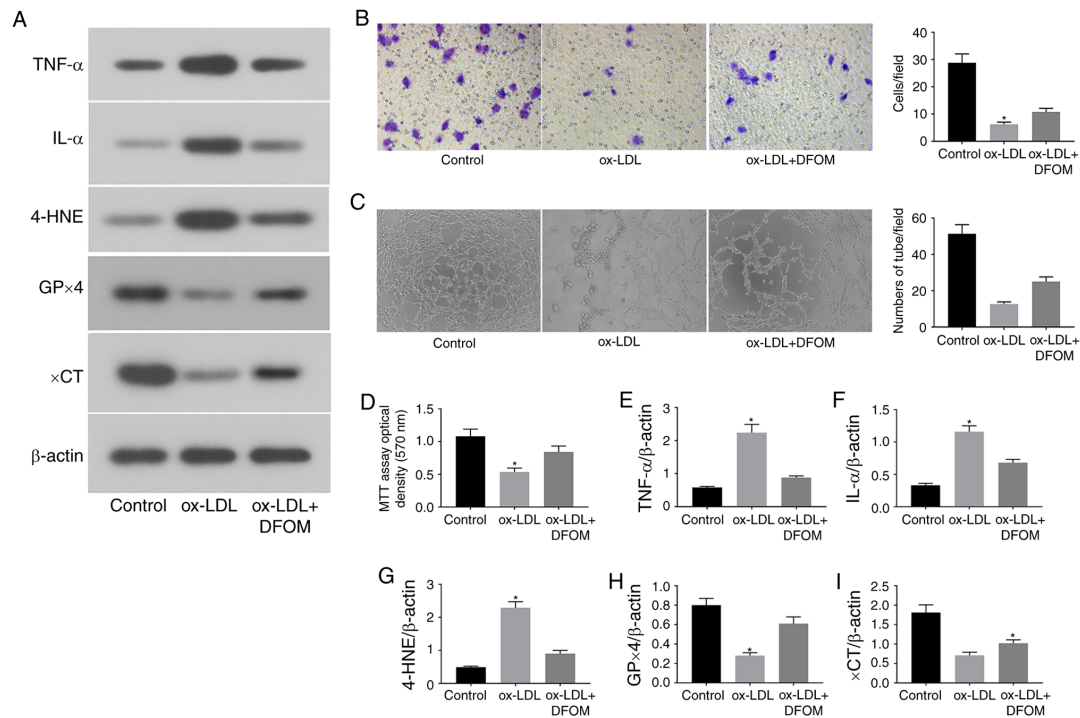 A
TNF-α
IL-α
4-HNE
GP×4
×CT
β-actin
Control ox-LDL ox-LDL+
DFOM
B
Control ox-LDL ox-LDL+DFOM
Cells/field
40
30
20
10
0
*
Control ox-LDL ox-LDL+
DFOM
C
Control ox-LDL ox-LDL+DFOM
Numbers of tube/field
60
40
20
0
Control ox-LDL ox-LDL+
DFOM
D
MTT assay optical
density (570 nm)
1.5
1.0
0.5
0.0
*
Control ox-LDL ox-LDL+
DFOM
E
TNF-α/β-actin
3
2
1
0
*
Control ox-LDL ox-LDL+
DFOM
F
IL-α/β-actin
1.5
1.0
0.5
0.0
*
Control ox-LDL ox-LDL+
DFOM
G
4-HNE/β-actin
3
2
1
0
*
Control ox-LDL ox-LDL+
DFOM
H
GP×4/β-actin
1.0
0.8
0.6
0.4
0.2
0.0
*
Control ox-LDL ox-LDL+
DFOM
I
×CT/β-actin
2.5
2.0
1.5
1.0
0.5
0.0
*
Control ox-LDL ox-LDL+
DFOM